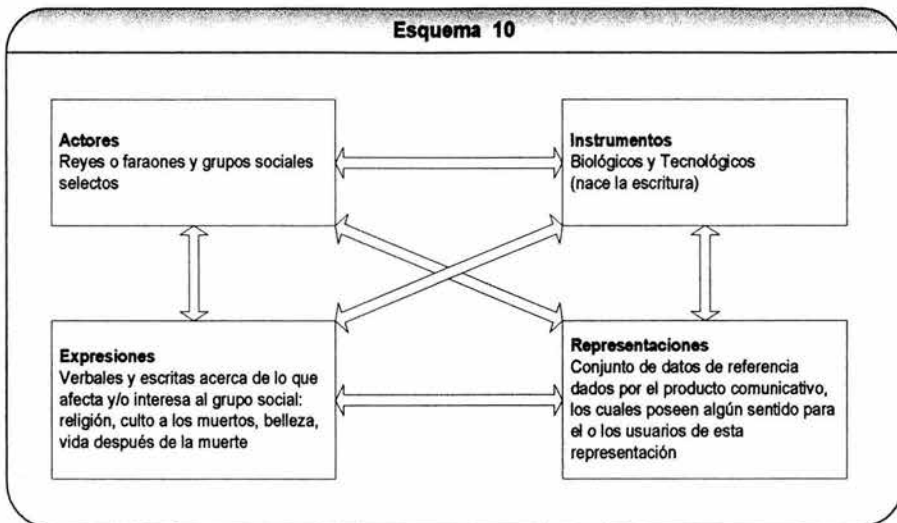 Esquema 10
Actores
Reyes o faraones y grupos sociales
selectos
Instrumentos
Biológicos y Tecnológicos
(nace la escritura)
Expresiones
Verbales y escritas acerca de lo que
afecta y/o interesa al grupo social:
religión, culto a los muertos, belleza,
vida después de la muerte
Representaciones
Conjunto de datos de referencia
dados por el producto comunicativo,
los cuales poseen algún sentido para
el o los usuarios de esta
representación